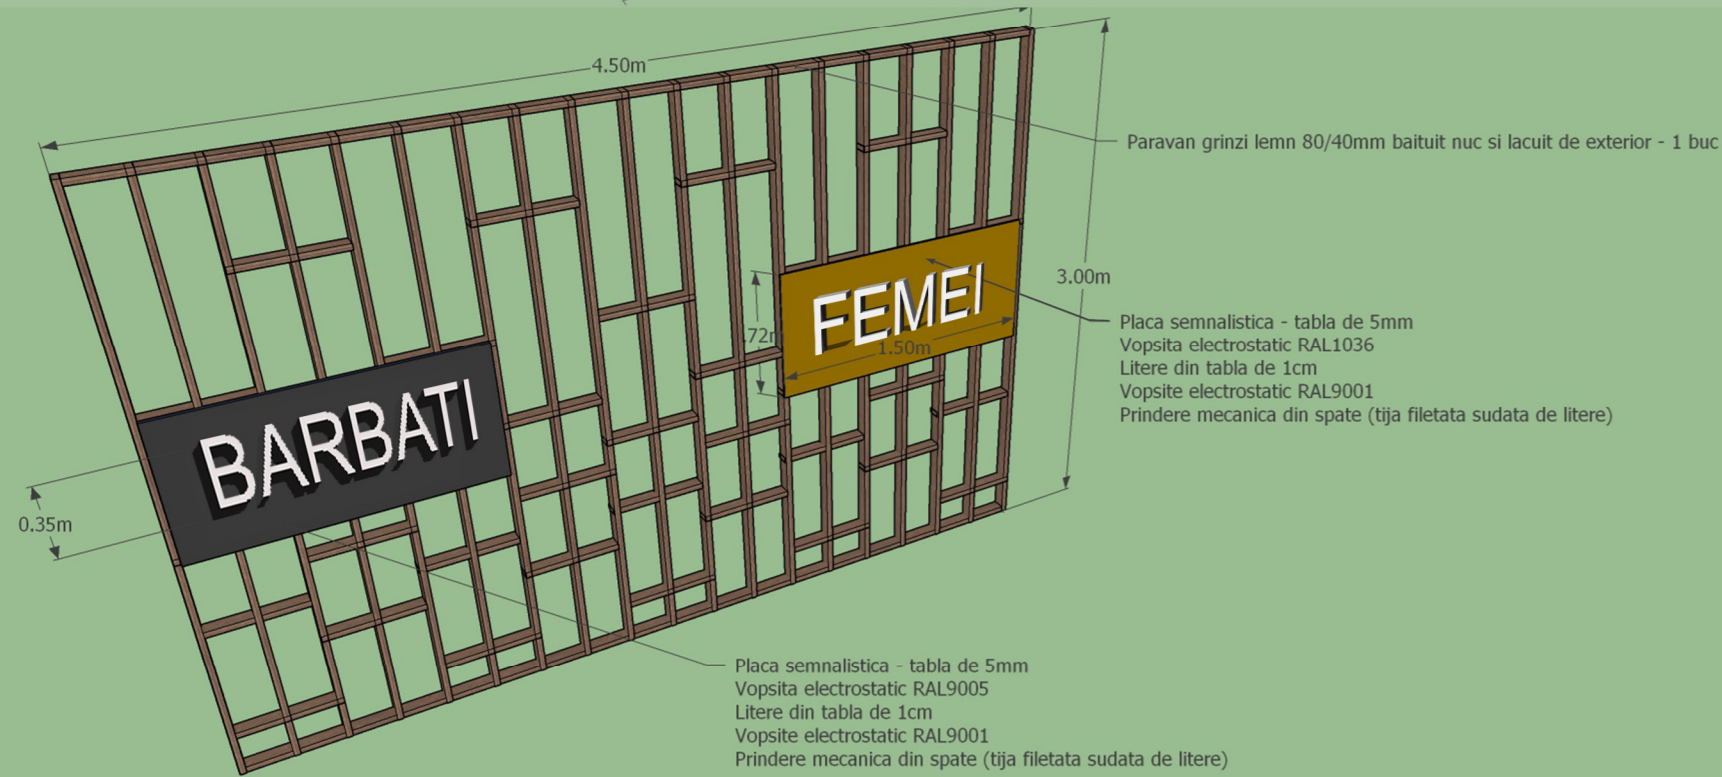 4.50m
Paravan grinzi lemn 80/40mm baituit nuc si lacuit de exterior - 1 buc
3.00m
FEMEI
.72m
1.50m
Placa semnalistica - tabla de 5mm
Vopsita electrostatic RAL1036
Litere din tabla de 1cm
Vopsite electrostatic RAL9001
Prindere mecanica din spate (tija filetata sudata de litere)
BARBATI
0.35m
Placa semnalistica - tabla de 5mm
Vopsita electrostatic RAL9005
Litere din tabla de 1cm
Vopsite electrostatic RAL9001
Prindere mecanica din spate (tija filetata sudata de litere)